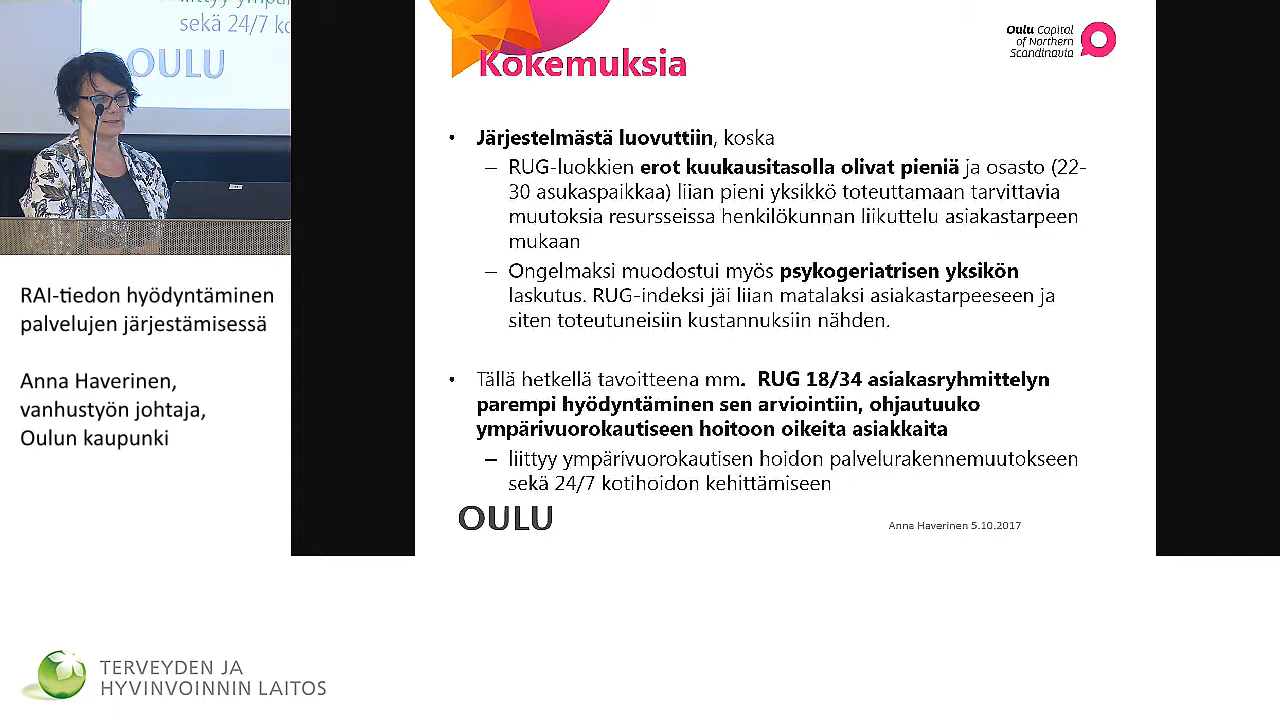 liittyy ympä
sekä 24/7 ko
OULU
RAI-tiedon hyödyntäminen
palvelujen järjestämisessä
Anna Haverinen,
vanhustyön johtaja,
Oulun kaupunki
Kokemuksia
Oulu Capital
of Northern
Scandinavia
• Järjestelmästä luovuttiin, koska
– RUG-luokkien erot kuukausitasolla olivat pieniä ja osasto (22-
30 asukaspaikkaa) liian pieni yksikkö toteuttamaan tarvittavia
muutoksia resursseissa henkilökunnan liikuttelu asiakastarpeen
mukaan
– Ongelmaksi muodostui myös psykogeriatrisen yksikön
laskutus. RUG-indeksi jäi liian matalaksi asiakastarpeeseen ja
siten toteutuneisiin kustannuksiin nähden.
• Tällä hetkellä tavoitteena mm. RUG 18/34 asiakasryhmittelyn
parempi hyödyntäminen sen arviointiin, ohjautuuko
ympärivuorokautiseen hoitoon oikeita asiakkaita
– liittyy ympärivuorokautisen hoidon palvelurakennemuutokseen
sekä 24/7 kotihoidon kehittämiseen
OULU
Anna Haverinen 5.10.2017
TERVEYDEN JA
HYVINVOINNIN LAITOS